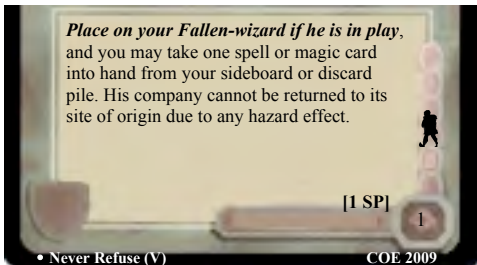 Place on your Fallen-wizard if he is in play,
and you may take one spell or magic card
into hand from your sideboard or discard
pile. His company cannot be returned to its
site of origin due to any hazard effect.
[1 SP]
1
• Never Refuse (V) COE 2009